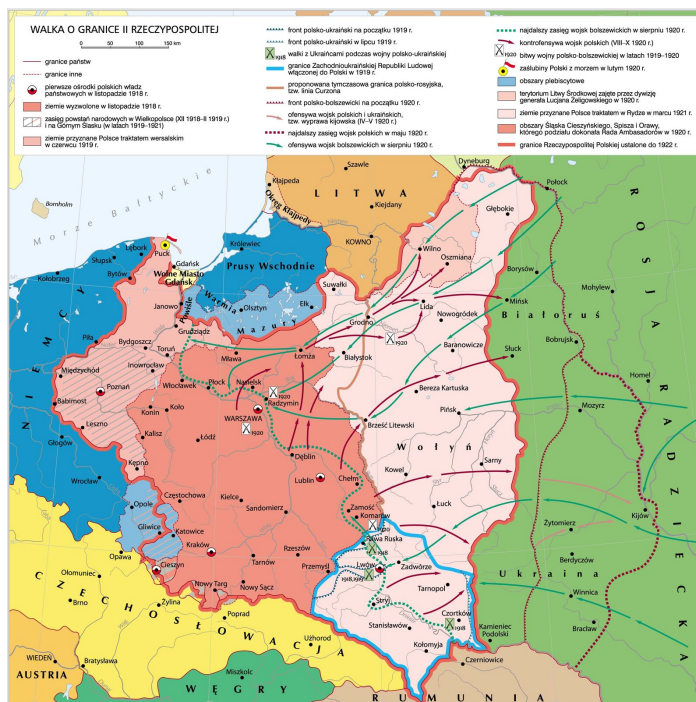 WALKA O GRANICE II RZECZYPOSPOLITEJ
0 50 100 150 km
granice państw
granice inne
pierwsze ośrodki polskich władz
państwowych w listopadzie 1918 r.
ziemie wyzwolone w listopadzie 1918 r.
zasięg powstań narodowych w Wielkopolsce (XII 1918–II 1919 r.)
i na Górnym Śląsku (w latach 1919–1921)
ziemie przyznane Polsce traktatem wersalskim
w czerwcu 1919 r.
front polsko-ukraiński na początku 1919 r.
front polsko-ukraiński w lipcu 1919 r.
1918
walki z Ukraińcami podczas wojny polsko-ukraińskiej
granice Zachodnioukraińskiej Republiki Ludowej
włączonej do Polski w 1919 r.
proponowana tymczasowa granica polsko-rosyjska,
tzw. linia Curzona
front polsko-bolszewicki na początku 1920 r.
ofensywa wojsk polskich i ukraińskich,
tzw. wyprawa kijowska (IV–V 1920 r.)
najdalszy zasięg wojsk polskich w maju 1920 r.
ofensywa wojsk bolszewickich w sierpniu 1920 r.
najdalszy zasięg wojsk bolszewickich w sierpniu 1920 r.
kontrofensywa wojsk polskich (VIII–X 1920 r.)
1920
bitwy wojny polsko-bolszewickiej w latach 1919–1920
zaślubiny Polski z morzem w lutym 1920 r.
obszary plebiscytowe
terytorium Litwy Środkowej zajęte przez dywizję
generała Lucjana Żeligowskiego w 1920 r.
ziemie przyznane Polsce traktatem w Rydze w marcu 1921 r.
obszary Śląska Cieszyńskiego, Spisza i Orawy,
którego podziału dokonała Rada Ambasadorów w 1920 r.
granice Rzeczypospolitej Polskiej ustalone do 1922 r.
Szawle
Dyneburg
Kłajpeda
Okręg Kłajpedy
LITWA
Połock
Kiejdany
Głębokie
Bornholm
Morze Bałtyckie
KOWNO
Wilno
Oszmiana
Borysów
ROSJA RADZIECKA
Lębork
Puck
Słupsk
Gdańsk
Królewiec
Prusy Wschodnie
Kołobrzeg
Bytów
Wolne Miasto
Gdańsk
Suwałki
Mińsk
Mohylew
Janowo
Powiśle
Warmia
Olsztyn
Ełk
Mazury
Grodno
Lida
Nowogródek
Białoruś
Grudziądz
1920
Bobrujsk
NIEMCY
Piła
Bydgoszcz
Toruń
Mława
Łomża
Białystok
Baranowicze
Słuck
Międzychód
Inowrocław
Homel
Poznań
Włocławek
Płock
Nasielsk
1920
Radzymin
Bereza Kartuska
Babimost
Konin
Koło
WARSZAWA
1920
Pińsk
Mozyrz
Leszno
Kalisz
Brześć Litewski
Głogów
Łódź
Wołyń
Kępno
Dęblin
Sarny
Wrocław
Lublin
Chełm
Kowel
Częstochowa
Kielce
Zamość
Łuck
Kijów
Opole
Sandomierz
Komarów
1920
Żytomierz
Gliwice
Katowice
Rawa Ruska
1918
Berdyczów
Opawa
Kraków
Rzeszów
Lwów
Zadwórze
Cieszyn
Tarnów
Przemyśl
1918, 1919
Ukraina
Ołomuniec
Nowy Targ
Nowy Sącz
Tarnopol
Winnica
Brno
Żylina
Stryj
Czortków
1918
CZECHOSŁOWACJA
Poprad
Stanisławów
Kamieniec
Podolski
Bracław
Użhorod
Kołomyja
WIEDEŃ
Bratysława
Czerniowce
AUSTRIA
Miszkolc
WĘGRY
RUMUNIA